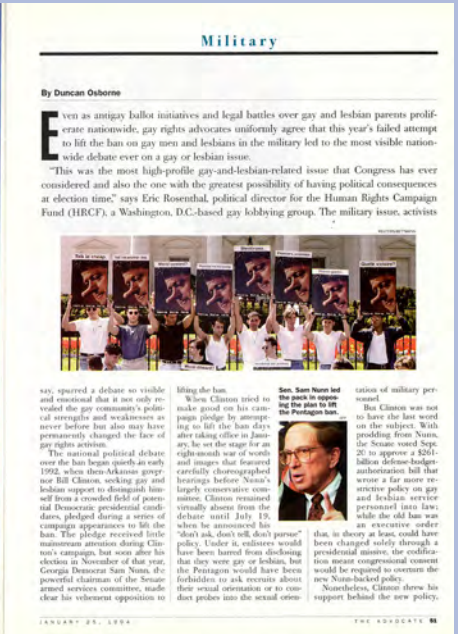 Military
By Duncan Osborne
Even as antigay ballot initiatives and legal battles over gay and lesbian parents prolif-
erate nationwide, gay rights advocates uniformly agree that this year's failed attempt
to lift the ban on gay men and lesbians in the military led to the most visible nation-
wide debate ever on a gay or lesbian issue.
"This was the most high-profile gay-and-lesbian-related issue that Congress has ever
considered and also the one with the greatest possibility of having political consequences
at election time," says Eric Rosenthal, political director for the Human Rights Campaign
Fund (HRCF), a Washington, D.C.-based gay lobbying group. The military issue, activists
say, spurred a debate so visible
and emotional that it not only re-
vealed the gay community's politi-
cal strengths and weaknesses as
never before but also may have
permanently changed the face of
gay rights activism.
The national political debate
over the ban began quietly in early
1992, when then-Arkansas gover-
nor Bill Clinton, seeking gay and
lesbian support to distinguish him-
self from a crowded field of poten-
tial Democratic presidential candi-
dates, pledged during a series of
campaign appearances to lift the
ban. The pledge received little
mainstream attention during Clin-
ton's campaign, but soon after his
election in November of that year,
Georgia Democrat Sam Nunn, the
powerful chairman of the Senate
armed services committee, made
clear his vehement opposition to
lifting the ban.
When Clinton tried to
make good on his cam-
paign pledge by attempt-
ing to lift the ban days
after taking office in Janu-
ary, he set the stage for an
eight-month war of words
and images that featured
carefully choreographed
hearings before Nunn's
largely conservative com-
mittee. Clinton remained
virtually absent from the
debate until July 19,
when he announced his
"don't ask, don't tell, don't pursue"
policy. Under it, enlistees would
have been barred from disclosing
that they were gay or lesbian, but
the Pentagon would have been
forbidden to ask recruits about
their sexual orientation or to con-
duct probes into the sexual orien-
Sen. Sam Nunn led
the pack in oppos-
ing the plan to lift
the Pentagon ban.
tation of military per-
sonnel.
But Clinton was not
to have the last word
on the subject. With
prodding from Nunn,
the Senate voted Sept.
20 to approve a $261-
billion defense-budget-
authorization bill that
wrote a far more re-
strictive policy on gay
and lesbian service
personnel into law;
while the old ban was
an executive order
that, in theory at least, could have
been changed solely through a
presidential missive, the codifica-
tion meant congressional consent
would be required to overturn the
new Nunn-backed policy.
Nonetheless, Clinton threw his
support behind the new policy,
JANUARY 25, 1994
THE ADVOCATE 51